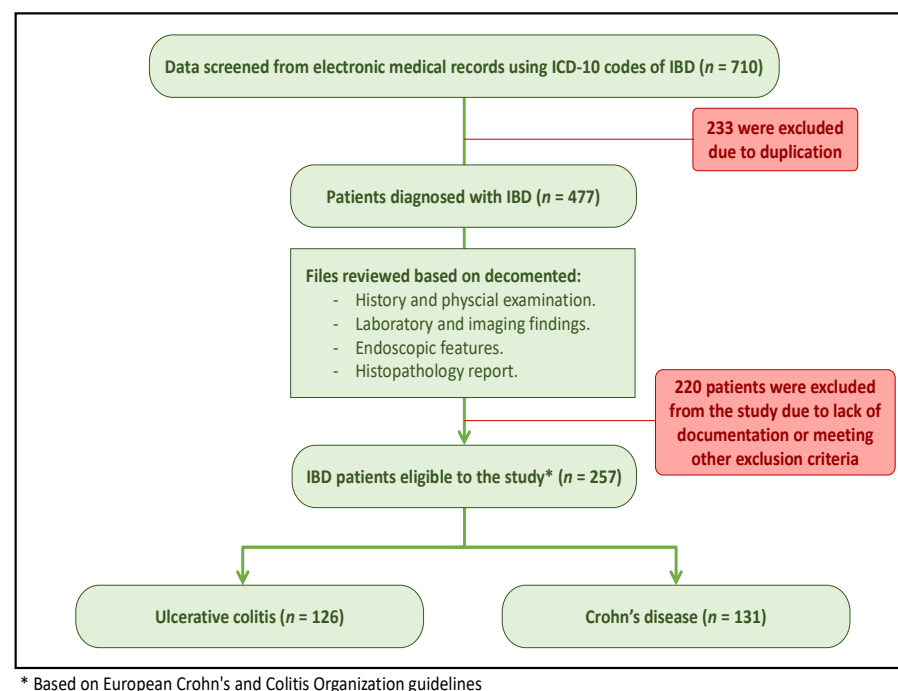 Data screened from electronic medical records using ICD-10 codes of IBD (n = 710)
233 were excluded
due to duplication
Patients diagnosed with IBD (n = 477)
Files reviewed based on decomented:
- History and physcial examination.
- Laboratory and imaging findings.
- Endoscopic features.
- Histopathology report.
220 patients were excluded
from the study due to lack of
documentation or meeting
other exclusion criteria
IBD patients eligible to the study* (n = 257)
Ulcerative colitis (n = 126)
Crohn’s disease (n = 131)
* Based on European Crohn's and Colitis Organization guidelines